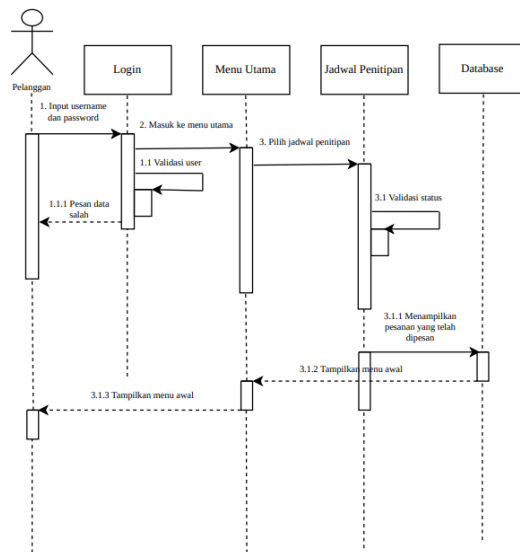 Pelanggan
Login
Menu Utama
Jadwal Penitipan
Database
1. Input username
dan password
2. Masuk ke menu utama
3. Pilih jadwal penitipan
1.1 Validasi user
1.1.1 Pesan data
salah
3.1 Validasi status
3.1.1 Menampilkan
pesanan yang telah
dipesan
3.1.2 Tampilkan menu awal
3.1.3 Tampilkan menu awal